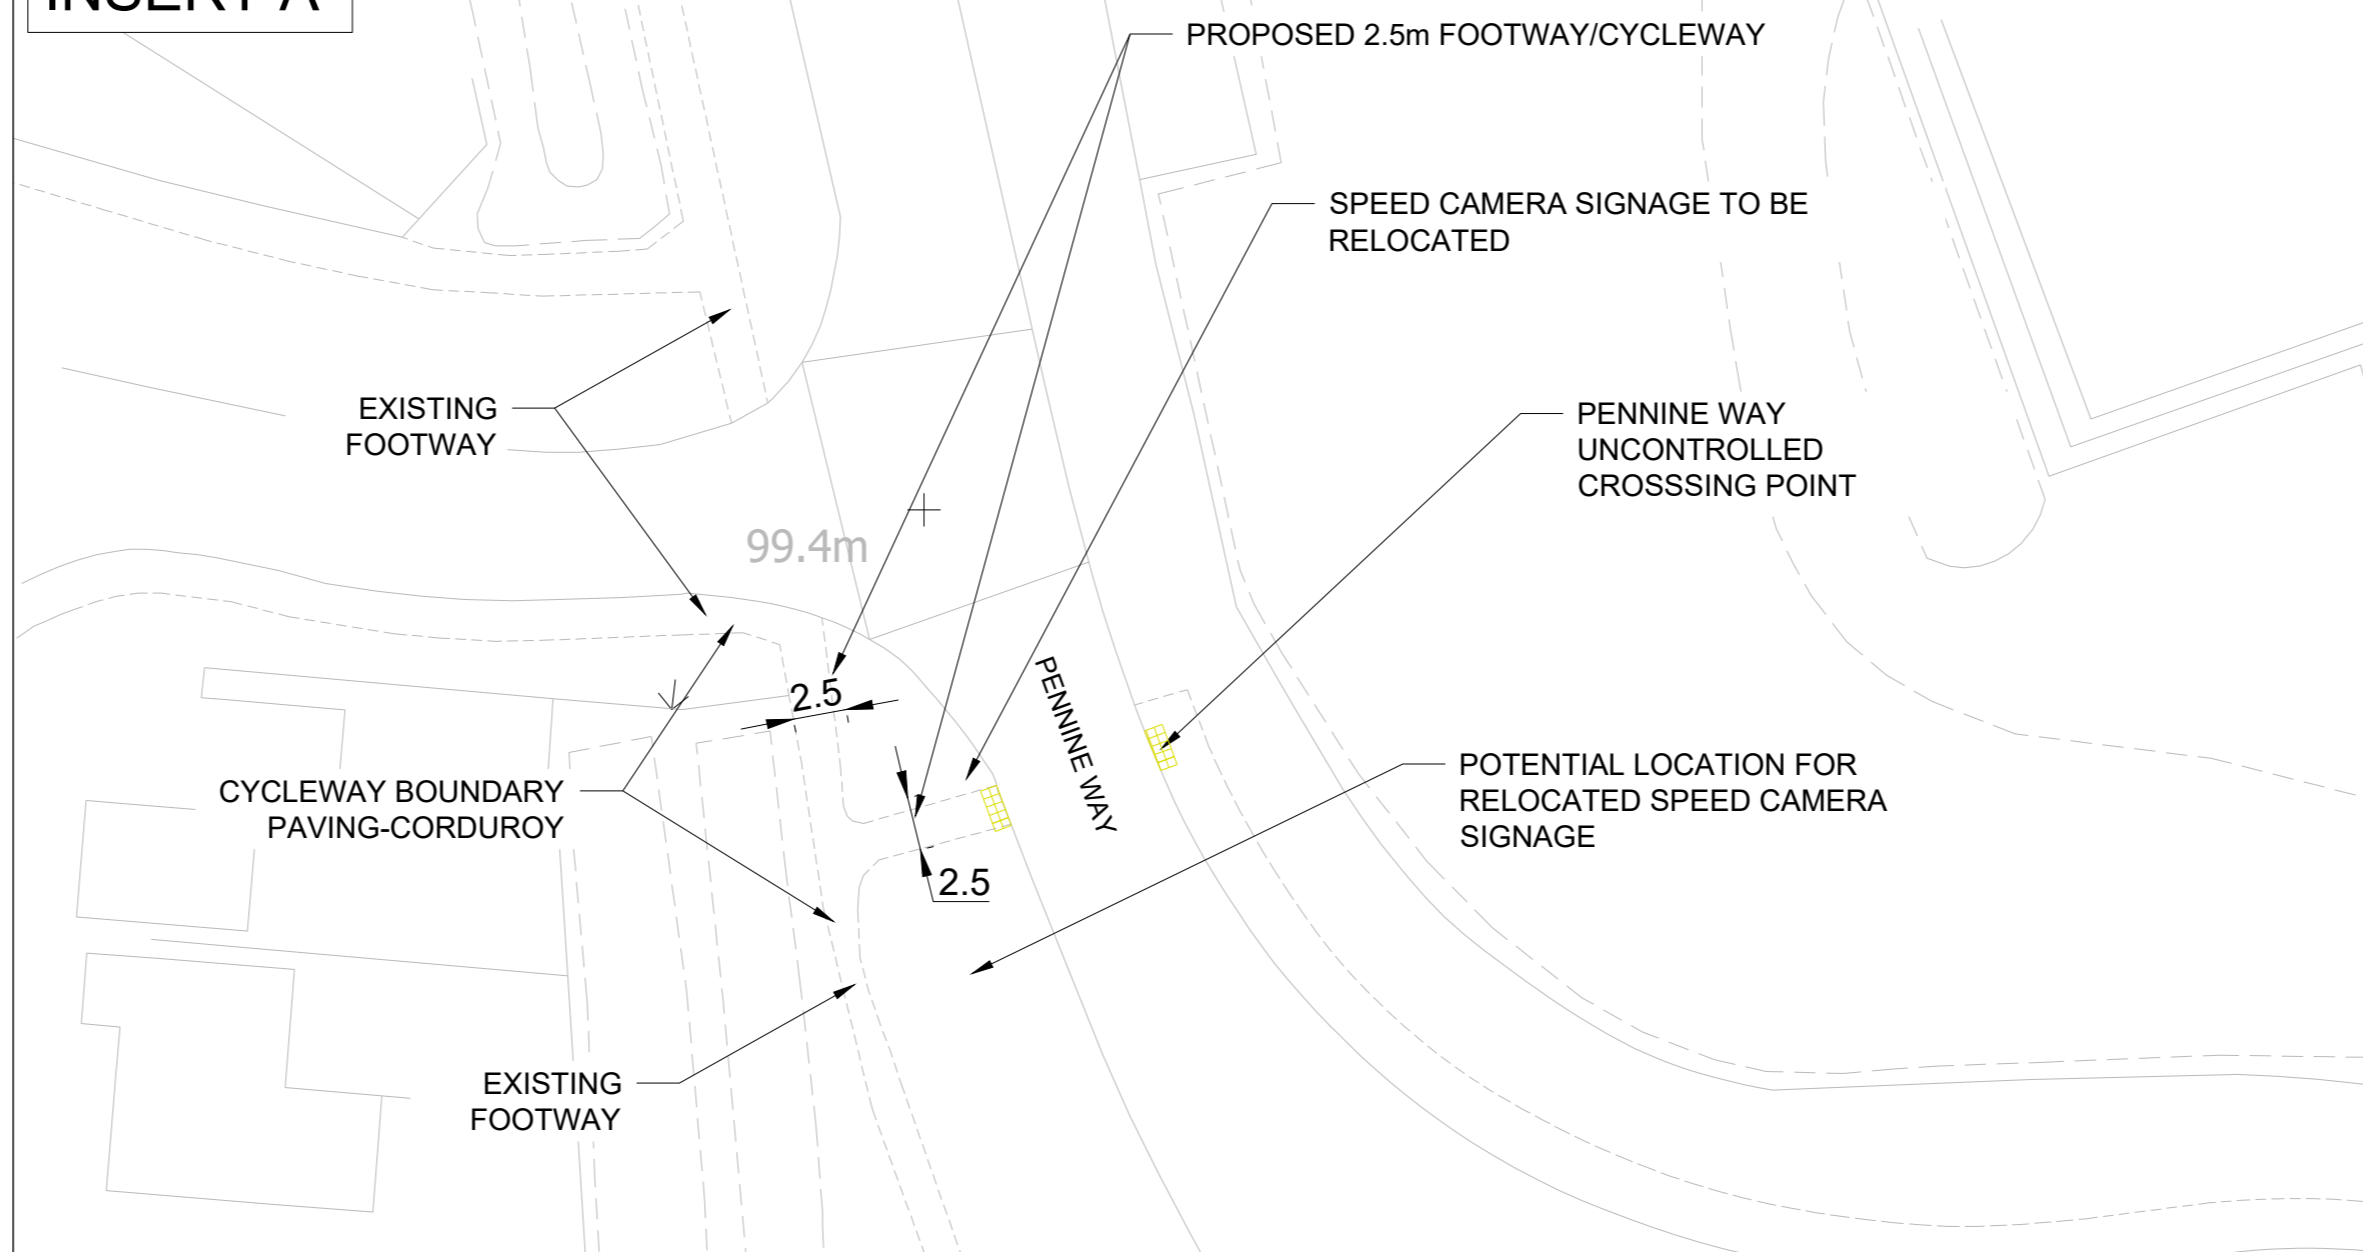 INSERT A
PROPOSED 2.5m FOOTWAY/CYCLEWAY
SPEED CAMERA SIGNAGE TO BE
RELOCATED
EXISTING
FOOTWAY
PENNINE WAY
UNCONTROLLED
CROSSSING POINT
99.4m
2.5
PENNINE WAY
CYCLEWAY BOUNDARY
PAVING-CORDUROY
POTENTIAL LOCATION FOR
RELOCATED SPEED CAMERA
SIGNAGE
2.5
EXISTING
FOOTWAY